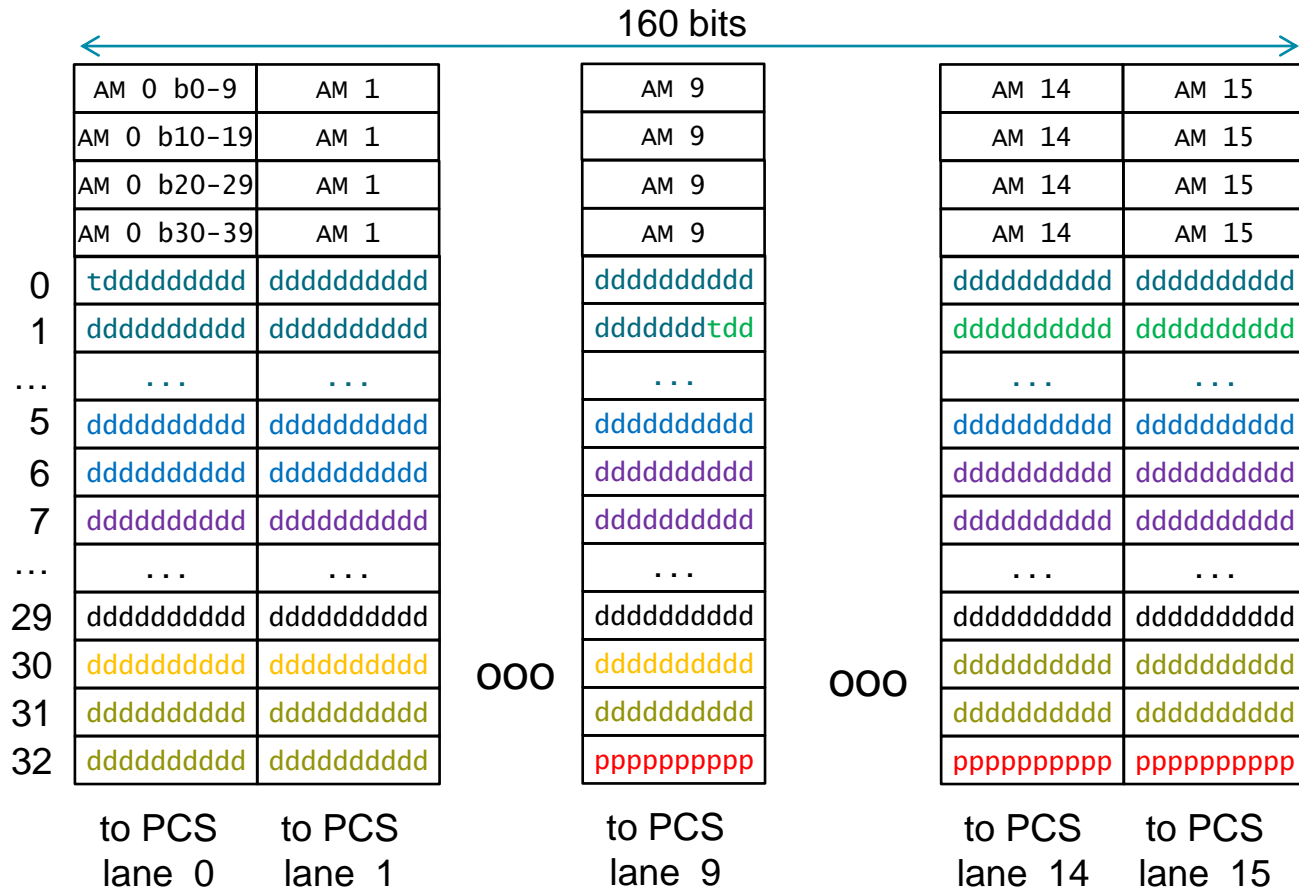 160 bits
AM 0 b0-9 AM 1 AM 9 AM 14 AM 15
AM 0 b10-19 AM 1 AM 9 AM 14 AM 15
AM 0 b20-29 AM 1 AM 9 AM 14 AM 15
AM 0 b30-39 AM 1 AM 9 AM 14 AM 15
0 tddddddddd dddddddddd dddddddddd dddddddddd dddddddddd
1 dddddddddd dddddddddd dddddddtdd dddddddddd dddddddddd
... ... ... ... ... ...
5 dddddddddd dddddddddd dddddddddd dddddddddd dddddddddd
6 dddddddddd dddddddddd dddddddddd dddddddddd dddddddddd
7 dddddddddd dddddddddd dddddddddd dddddddddd dddddddddd
... ... ... ... ... ...
29 dddddddddd dddddddddd dddddddddd dddddddddd dddddddddd
30 dddddddddd dddddddddd ooo dddddddddd ooo dddddddddd dddddddddd
31 dddddddddd dddddddddd dddddddddd dddddddddd dddddddddd
32 dddddddddd dddddddddd pppppppppp pppppppppp pppppppppp
to PCS to PCS to PCS to PCS to PCS
lane 0 lane 1 lane 9 lane 14 lane 15